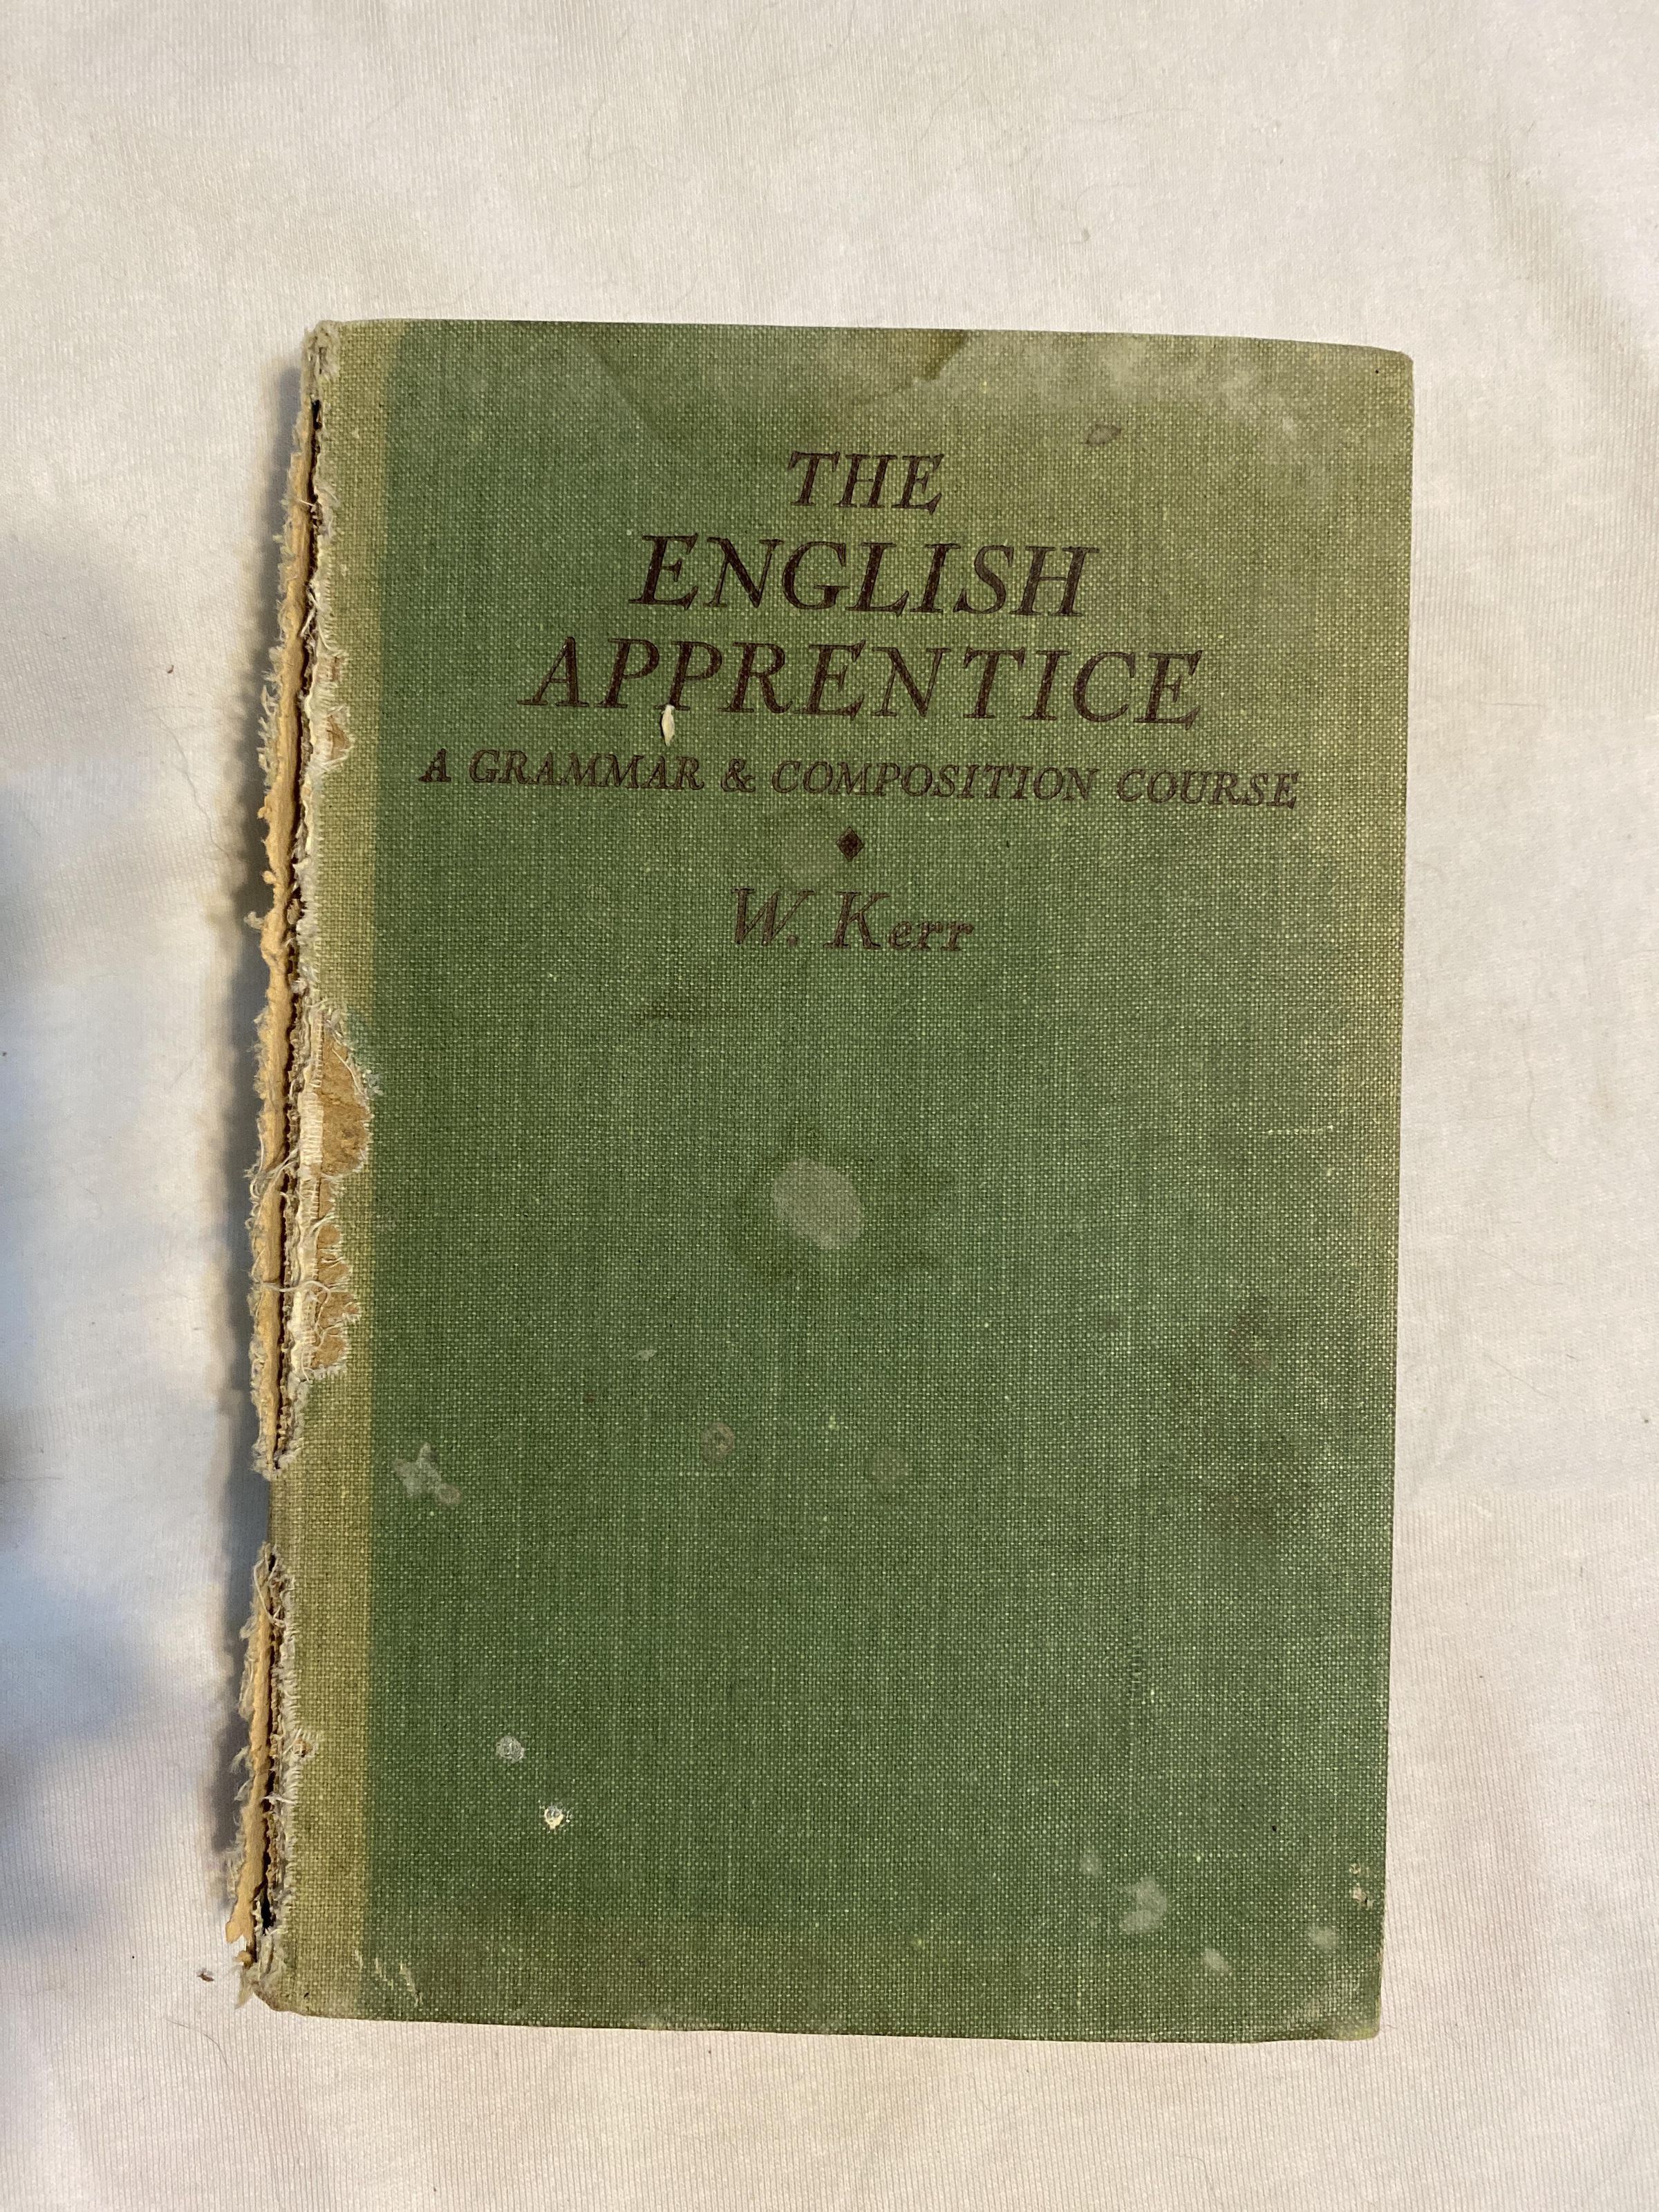 THE
ENGLISH
APPRENTICE
A GRAMMAR & COMPOSITION COURSE
W. Kerr